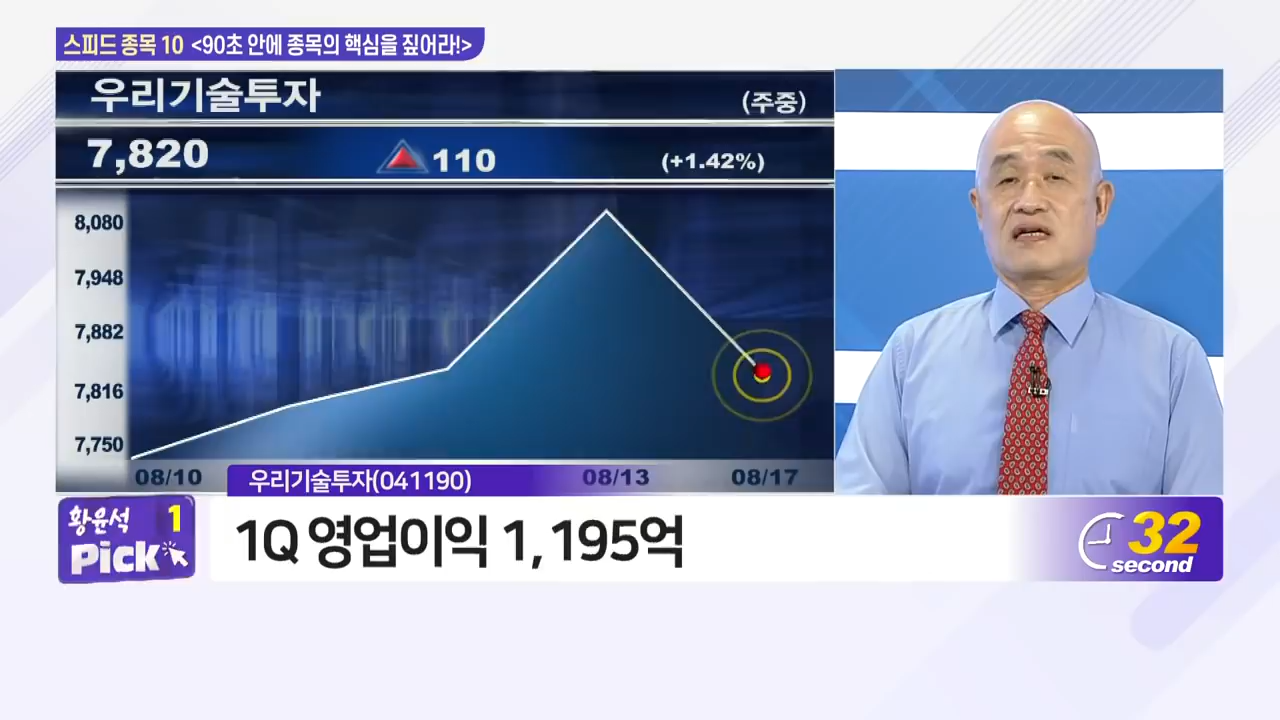 스피드 종목 10 <90초 안에 종목의 핵심을 짚어라!>
우리기술투자 (주중)
7,820 110 (+1.42%)
8,080
7,948
7,882
7,816
7,750
08/10 08/13 08/17
우리기술투자(041190)
황윤석 1
Pick
1Q 영업이익 1,195억
32
second